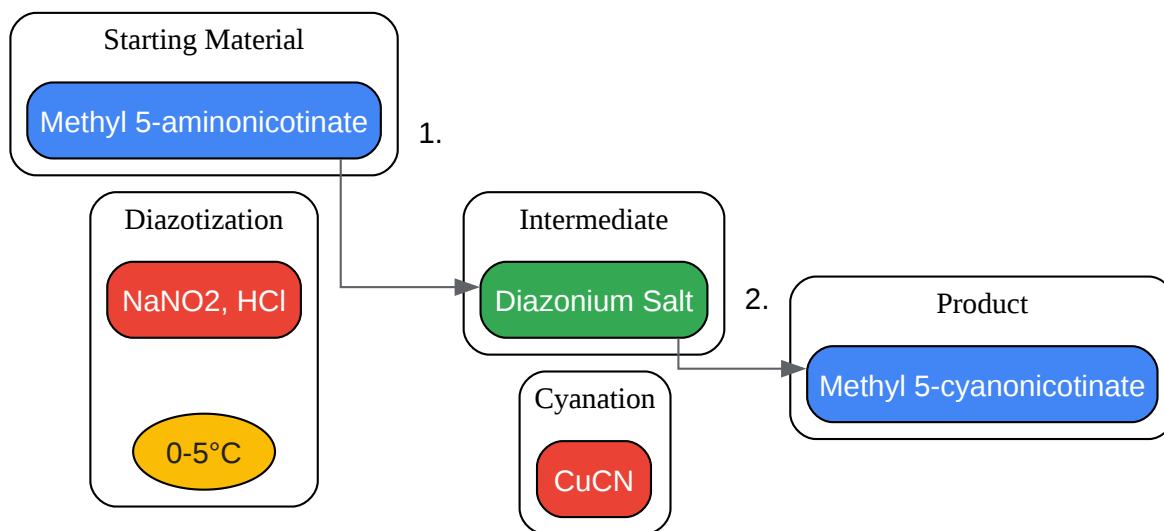 Starting Material
Methyl 5-aminonicotinate
1.
Diazotization
NaNO2, HCl
0-5°C
Intermediate
Diazonium Salt
2.
Cyanation
CuCN
Product
Methyl 5-cyanonicotinate